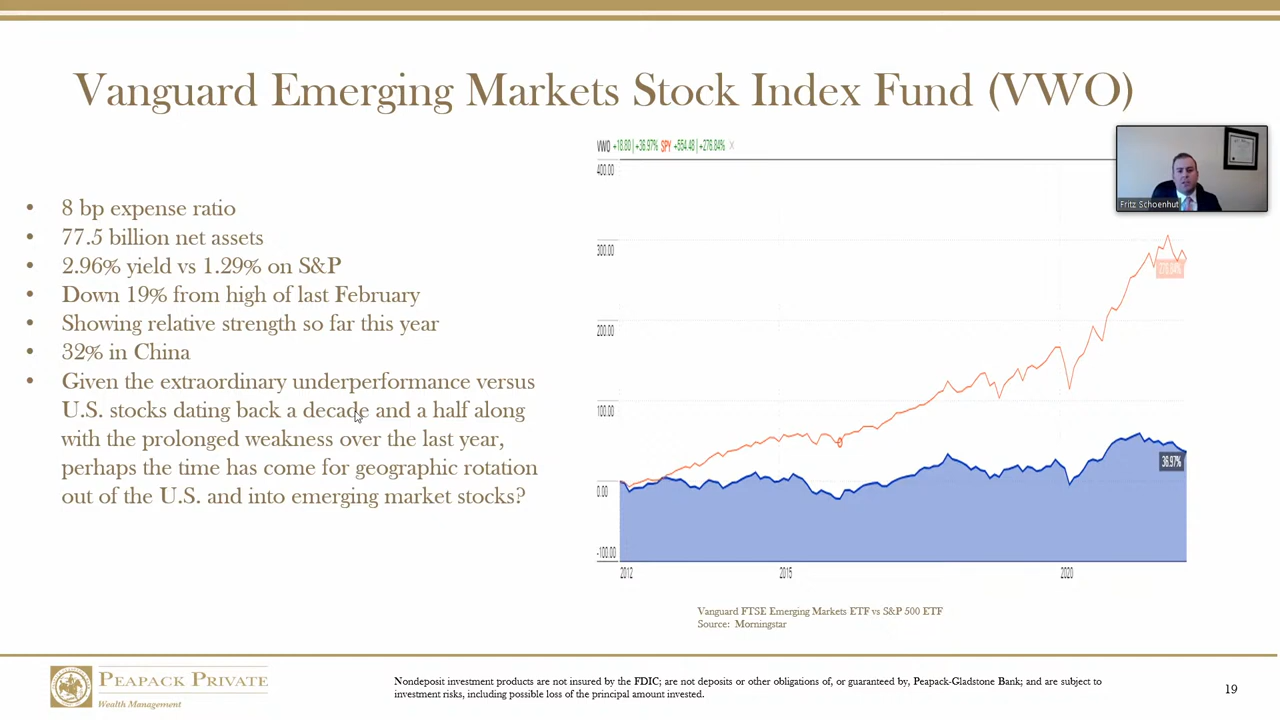 Vanguard Emerging Markets Stock Index Fund (VWO)
VWO +18.80 | +36.97% SPY +554.48 | +276.84% ×
400.00
Fritz Schoenhut
• 8 bp expense ratio
• 77.5 billion net assets
• 2.96% yield vs 1.29% on S&P
• Down 19% from high of last February
• Showing relative strength so far this year
• 32% in China
• Given the extraordinary underperformance versus
U.S. stocks dating back a decade and a half along
with the prolonged weakness over the last year,
perhaps the time has come for geographic rotation
out of the U.S. and into emerging market stocks?
300.00
276.84%
200.00
100.00
36.97%
0.00
-100.00
2012 2015 2020
Vanguard FTSE Emerging Markets ETF vs S&P 500 ETF
Source: Morningstar
PEAPACK PRIVATE
Wealth Management
Nondeposit investment products are not insured by the FDIC; are not deposits or other obligations of, or guaranteed by, Peapack-Gladstone Bank; and are subject to
investment risks, including possible loss of the principal amount invested.
19